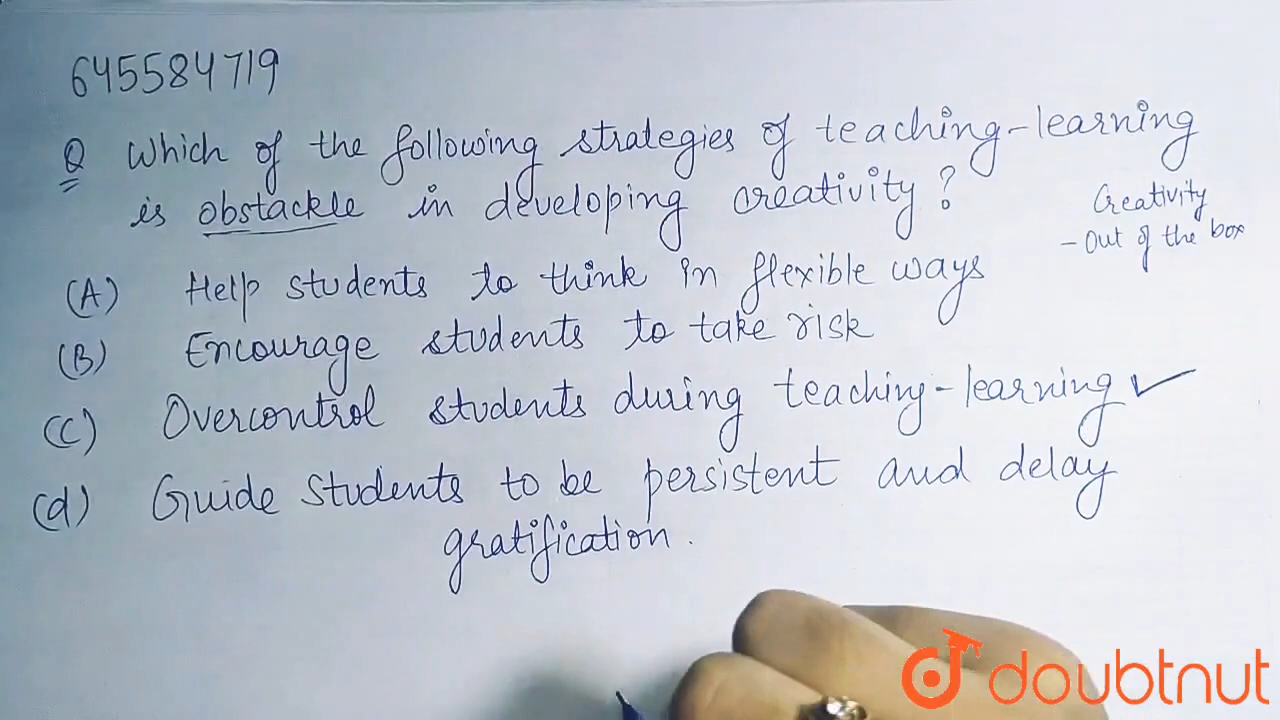 645584719
Q Which of the following strategies of teaching-learning
is obstackle in developing creativity?
Creativity
- Out of the box
(A) Help students to think in flexible ways
(B) Encourage students to take risk
(C) Overcontrol students during teaching-learning ✓
(d) Guide students to be persistent and delay
gratification.
doubtnut